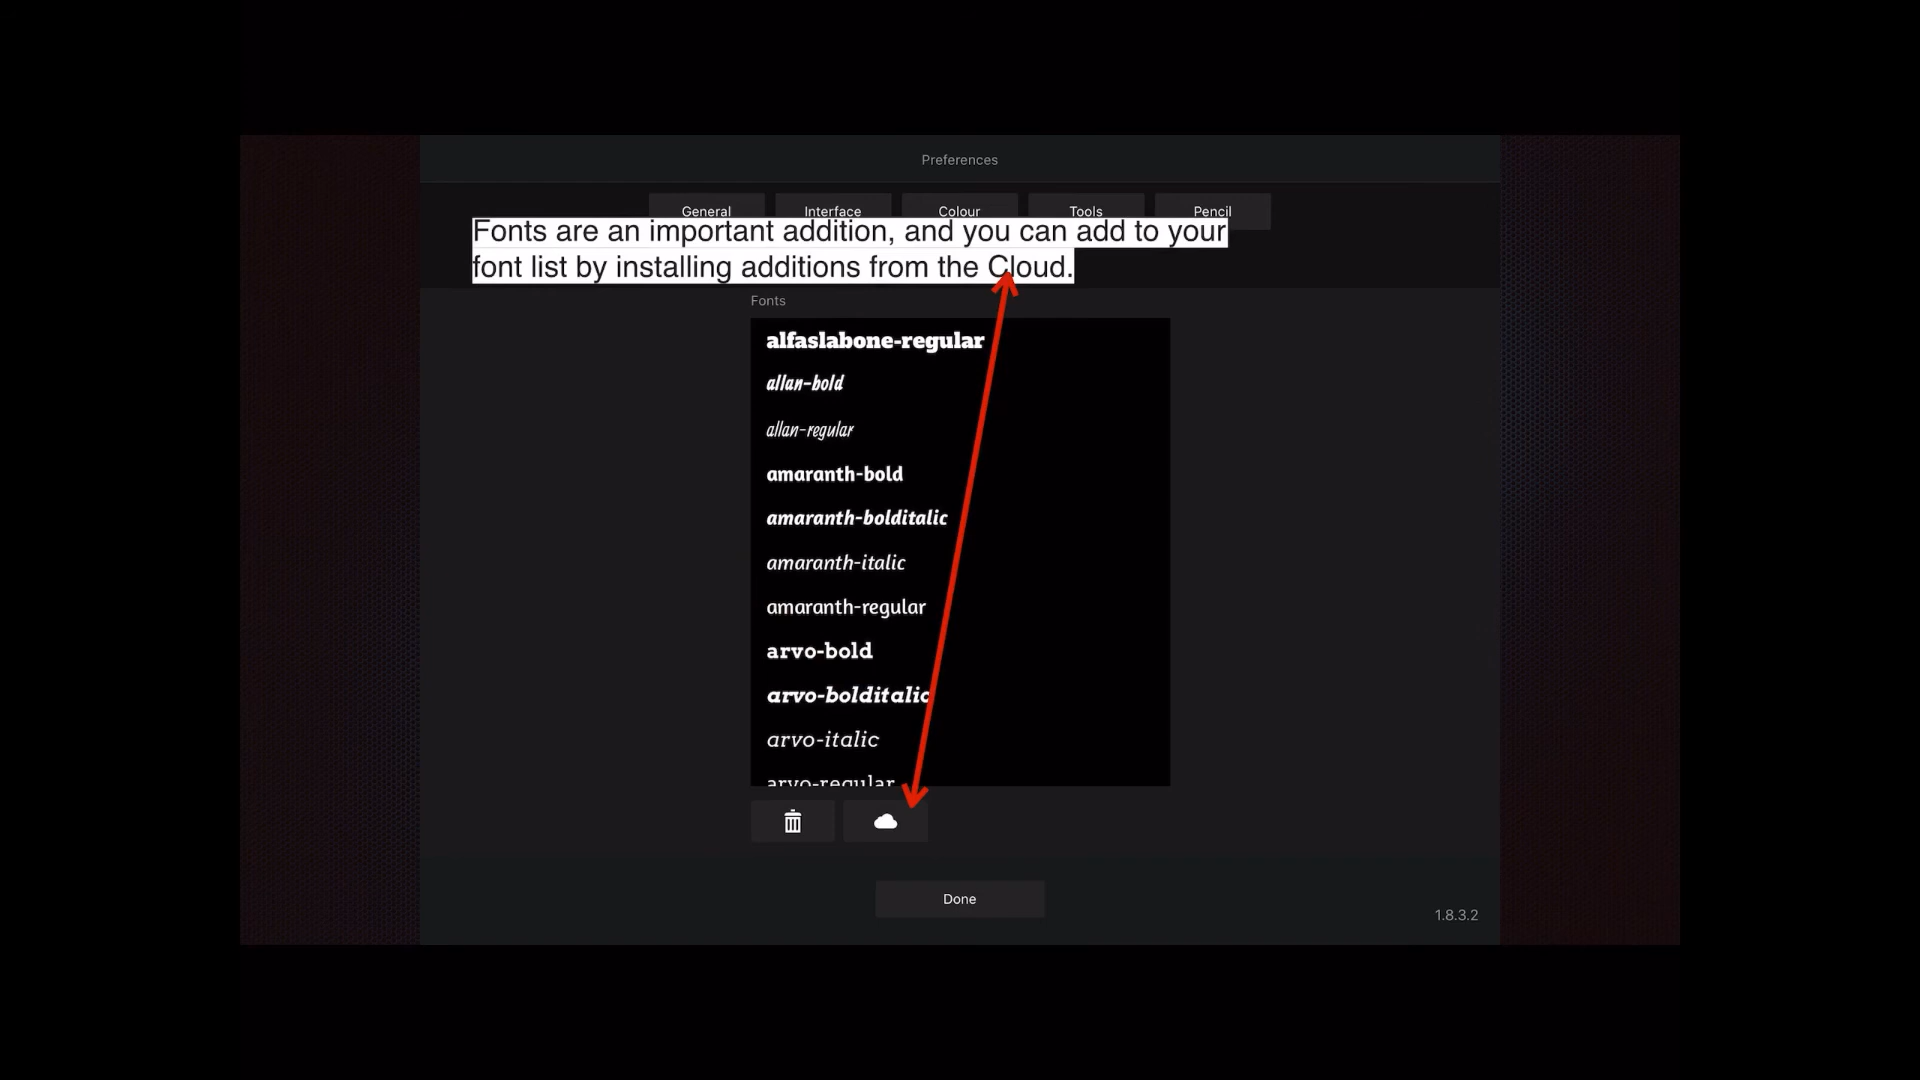 Preferences
General Interface Colour Tools Pencil
Fonts are an important addition, and you can add to your
font list by installing additions from the Cloud.
Fonts
alfaslabone-regular
allan-bold
allan-regular
amaranth-bold
amaranth-bolditalic
amaranth-italic
amaranth-regular
arvo-bold
arvo-bolditalic
arvo-italic
arvo-regular
Done
1.8.3.2